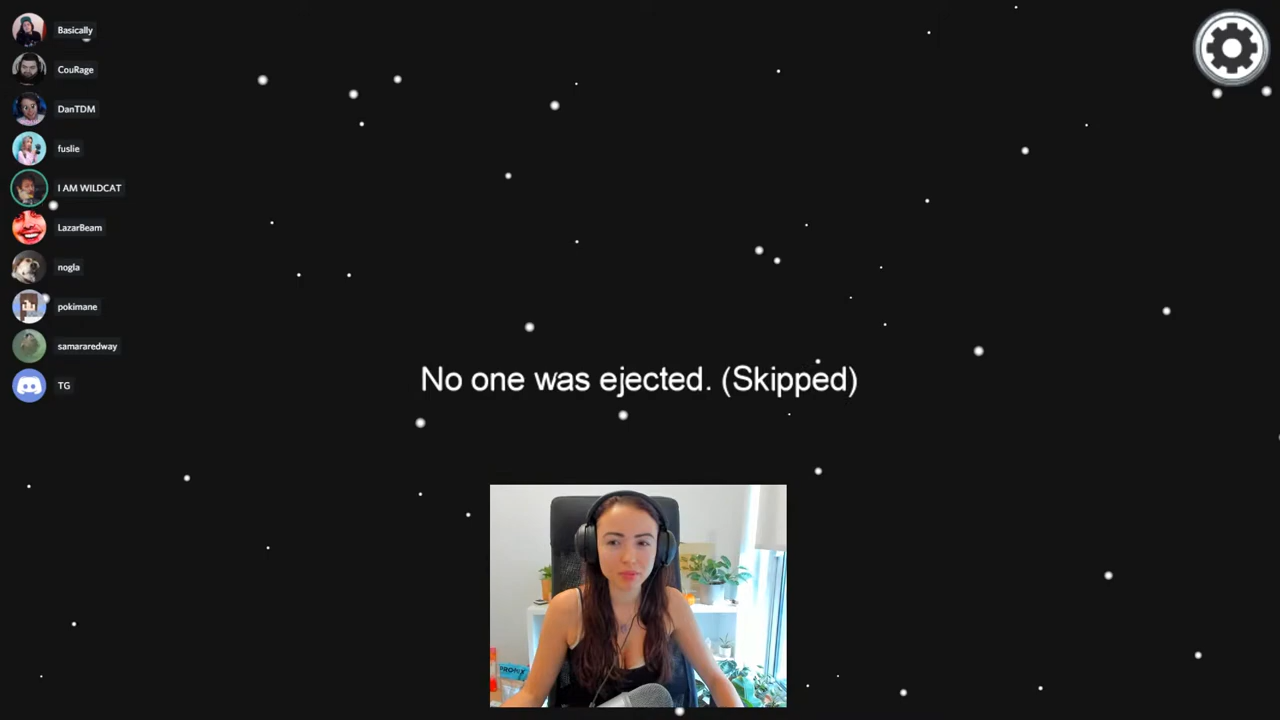 Basically
CouRage
DanTDM
fuslie
I AM WILDCAT
LazarBeam
nogla
pokimane
samararedway
TG
No one was ejected. (Skipped)